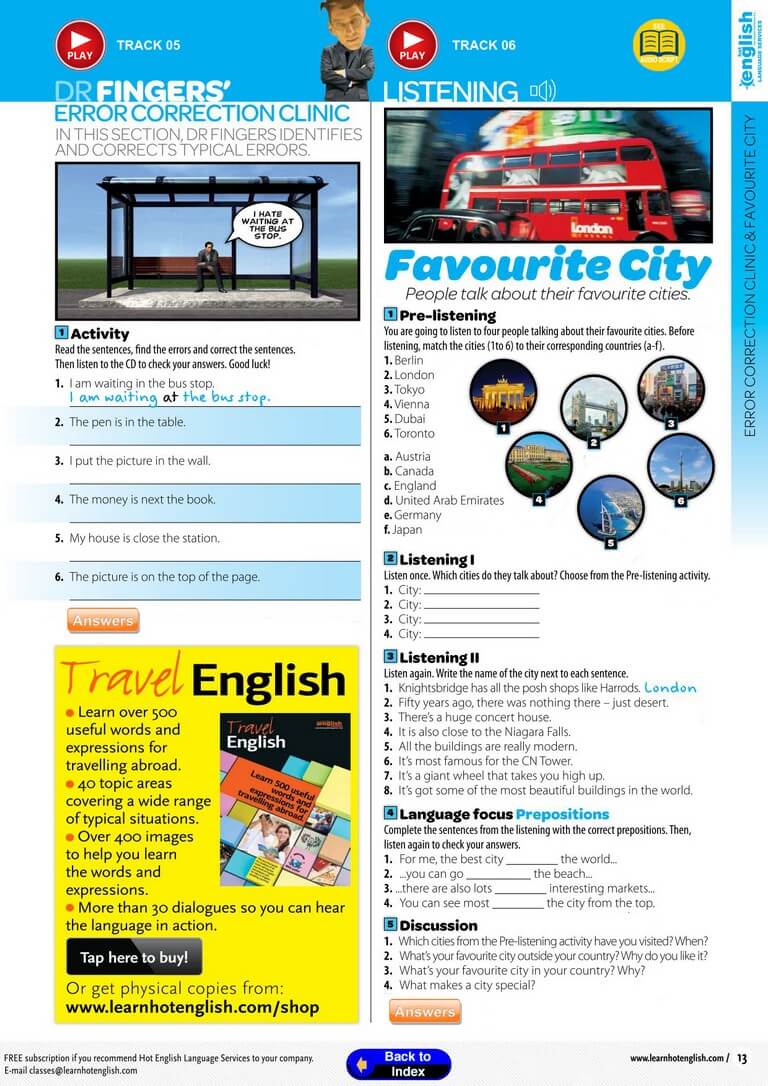 PLAY
TRACK 05
DR FINGERS'
ERROR CORRECTION CLINIC
IN THIS SECTION, DR FINGERS IDENTIFIES
AND CORRECTS TYPICAL ERRORS.
I HATE
WAITING AT
THE BUS
STOP.
1 Activity
Read the sentences, find the errors and correct the sentences.
Then listen to the CD to check your answers. Good luck!
1. I am waiting in the bus stop.
I am waiting at the bus stop.
2. The pen is in the table.
3. I put the picture in the wall.
4. The money is next the book.
5. My house is close the station.
6. The picture is on the top of the page.
Answers
Travel English
Learn over 500
useful words and
expressions for
travelling abroad.
40 topic areas
covering a wide range
of typical situations.
Over 400 images
to help you learn
the words and
expressions.
More than 30 dialogues so you can hear
the language in action.
Travel
English
Learn 500 useful
words and
expressions for
travelling abroad
Tap here to buy!
Or get physical copies from:
www.learnhotenglish.com/shop
PLAY
TRACK 06
SEE
AUDIO SCRIPT
LISTENING
London
Favourite City
People talk about their favourite cities.
1 Pre-listening
You are going to listen to four people talking about their favourite cities. Before
listening, match the cities (1to 6) to their corresponding countries (a-f).
1. Berlin
2. London
3. Tokyo
4. Vienna
5. Dubai
6. Toronto
a. Austria
b. Canada
c. England
d. United Arab Emirates
e. Germany
f. Japan
1
2
3
4
5
6
2 Listening I
Listen once. Which cities do they talk about? Choose from the Pre-listening activity.
1. City:
2. City:
3. City:
4. City:
3 Listening II
Listen again. Write the name of the city next to each sentence.
1. Knightsbridge has all the posh shops like Harrods. London
2. Fifty years ago, there was nothing there – just desert.
3. There's a huge concert house.
4. It is also close to the Niagara Falls.
5. All the buildings are really modern.
6. It's most famous for the CN Tower.
7. It's a giant wheel that takes you high up.
8. It's got some of the most beautiful buildings in the world.
4 Language focus Prepositions
Complete the sentences from the listening with the correct prepositions. Then,
listen again to check your answers.
1. For me, the best city ________ the world...
2. ...you can go __________ the beach...
3. ...there are also lots ________ interesting markets...
4. You can see most ________ the city from the top.
5 Discussion
1. Which cities from the Pre-listening activity have you visited? When?
2. What's your favourite city outside your country? Why do you like it?
3. What's your favourite city in your country? Why?
4. What makes a city special?
Answers
hot english
LANGUAGE SERVICES
ERROR CORRECTION CLINIC & FAVOURITE CITY
FREE subscription if you recommend Hot English Language Services to your company.
E-mail classes@learnhotenglish.com
Back to
Index
www.learnhotenglish.com / 13